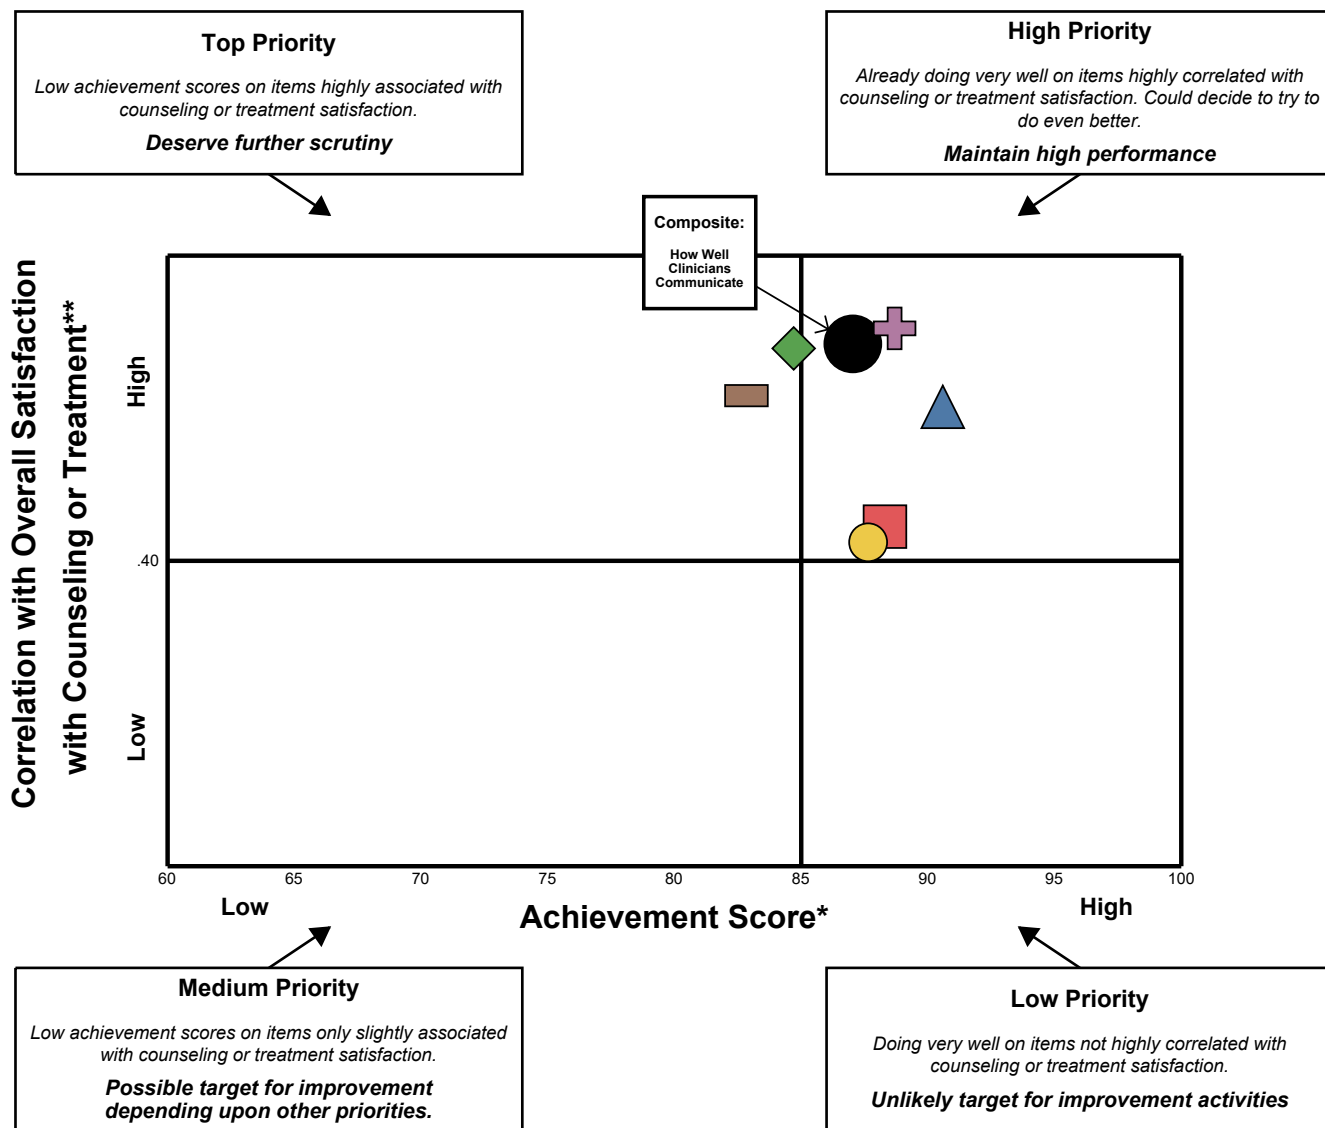 Top Priority
Low achievement scores on items highly associated with
counseling or treatment satisfaction.
Deserve further scrutiny
High Priority
Already doing very well on items highly correlated with
counseling or treatment satisfaction. Could decide to try to
do even better.
Maintain high performance
Composite:
How Well
Clinicians
Communicate
Correlation with Overall Satisfaction
with Counseling or Treatment**
High
.40
Low
60
65
70
75
80
85
90
95
100
Low
Achievement Score*
High
Medium Priority
Low achievement scores on items only slightly associated
with counseling or treatment satisfaction.
Possible target for improvement
depending upon other priorities.
Low Priority
Doing very well on items not highly correlated with
counseling or treatment satisfaction.
Unlikely target for improvement activities